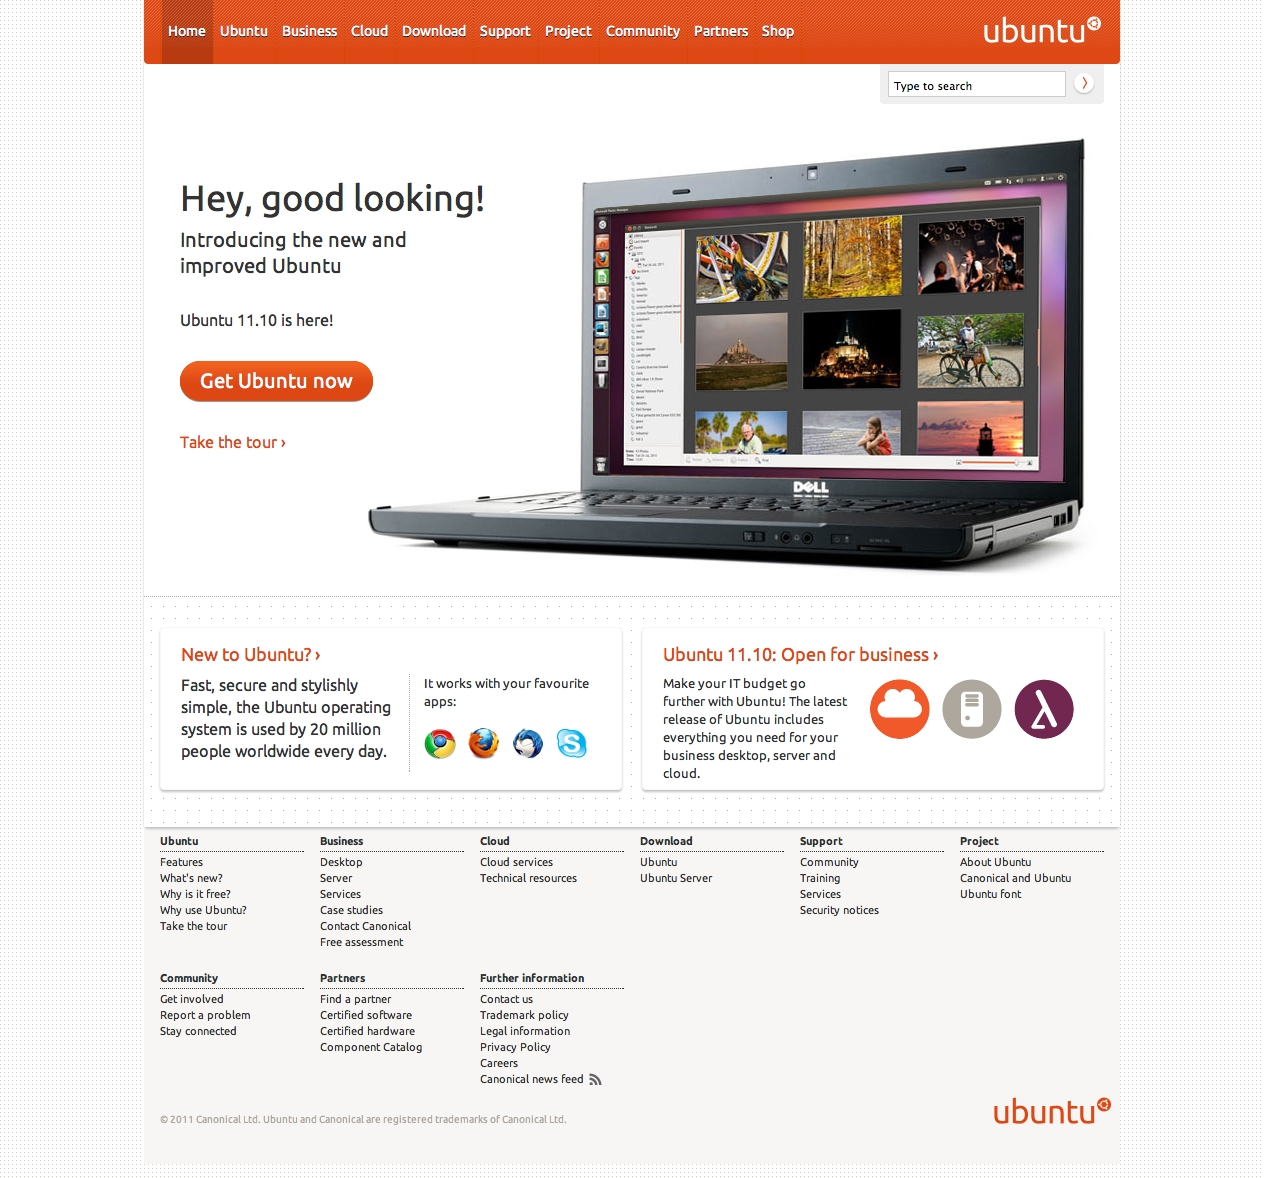 Home Ubuntu Business Cloud Download Support Project Community Partners Shop
ubuntu
Type to search
Hey, good looking!
Introducing the new and
improved Ubuntu
Ubuntu 11.10 is here!
Get Ubuntu now
Take the tour ›
DELL
New to Ubuntu? ›
Fast, secure and stylishly
simple, the Ubuntu operating
system is used by 20 million
people worldwide every day.
It works with your favourite
apps:
Ubuntu 11.10: Open for business ›
Make your IT budget go
further with Ubuntu! The latest
release of Ubuntu includes
everything you need for your
business desktop, server and
cloud.
Ubuntu
Features
What's new?
Why is it free?
Why use Ubuntu?
Take the tour
Business
Desktop
Server
Services
Case studies
Contact Canonical
Free assessment
Cloud
Cloud services
Technical resources
Download
Ubuntu
Ubuntu Server
Support
Community
Training
Services
Security notices
Project
About Ubuntu
Canonical and Ubuntu
Ubuntu font
Community
Get involved
Report a problem
Stay connected
Partners
Find a partner
Certified software
Certified hardware
Component Catalog
Further information
Contact us
Trademark policy
Legal information
Privacy Policy
Careers
Canonical news feed
© 2011 Canonical Ltd. Ubuntu and Canonical are registered trademarks of Canonical Ltd.
ubuntu